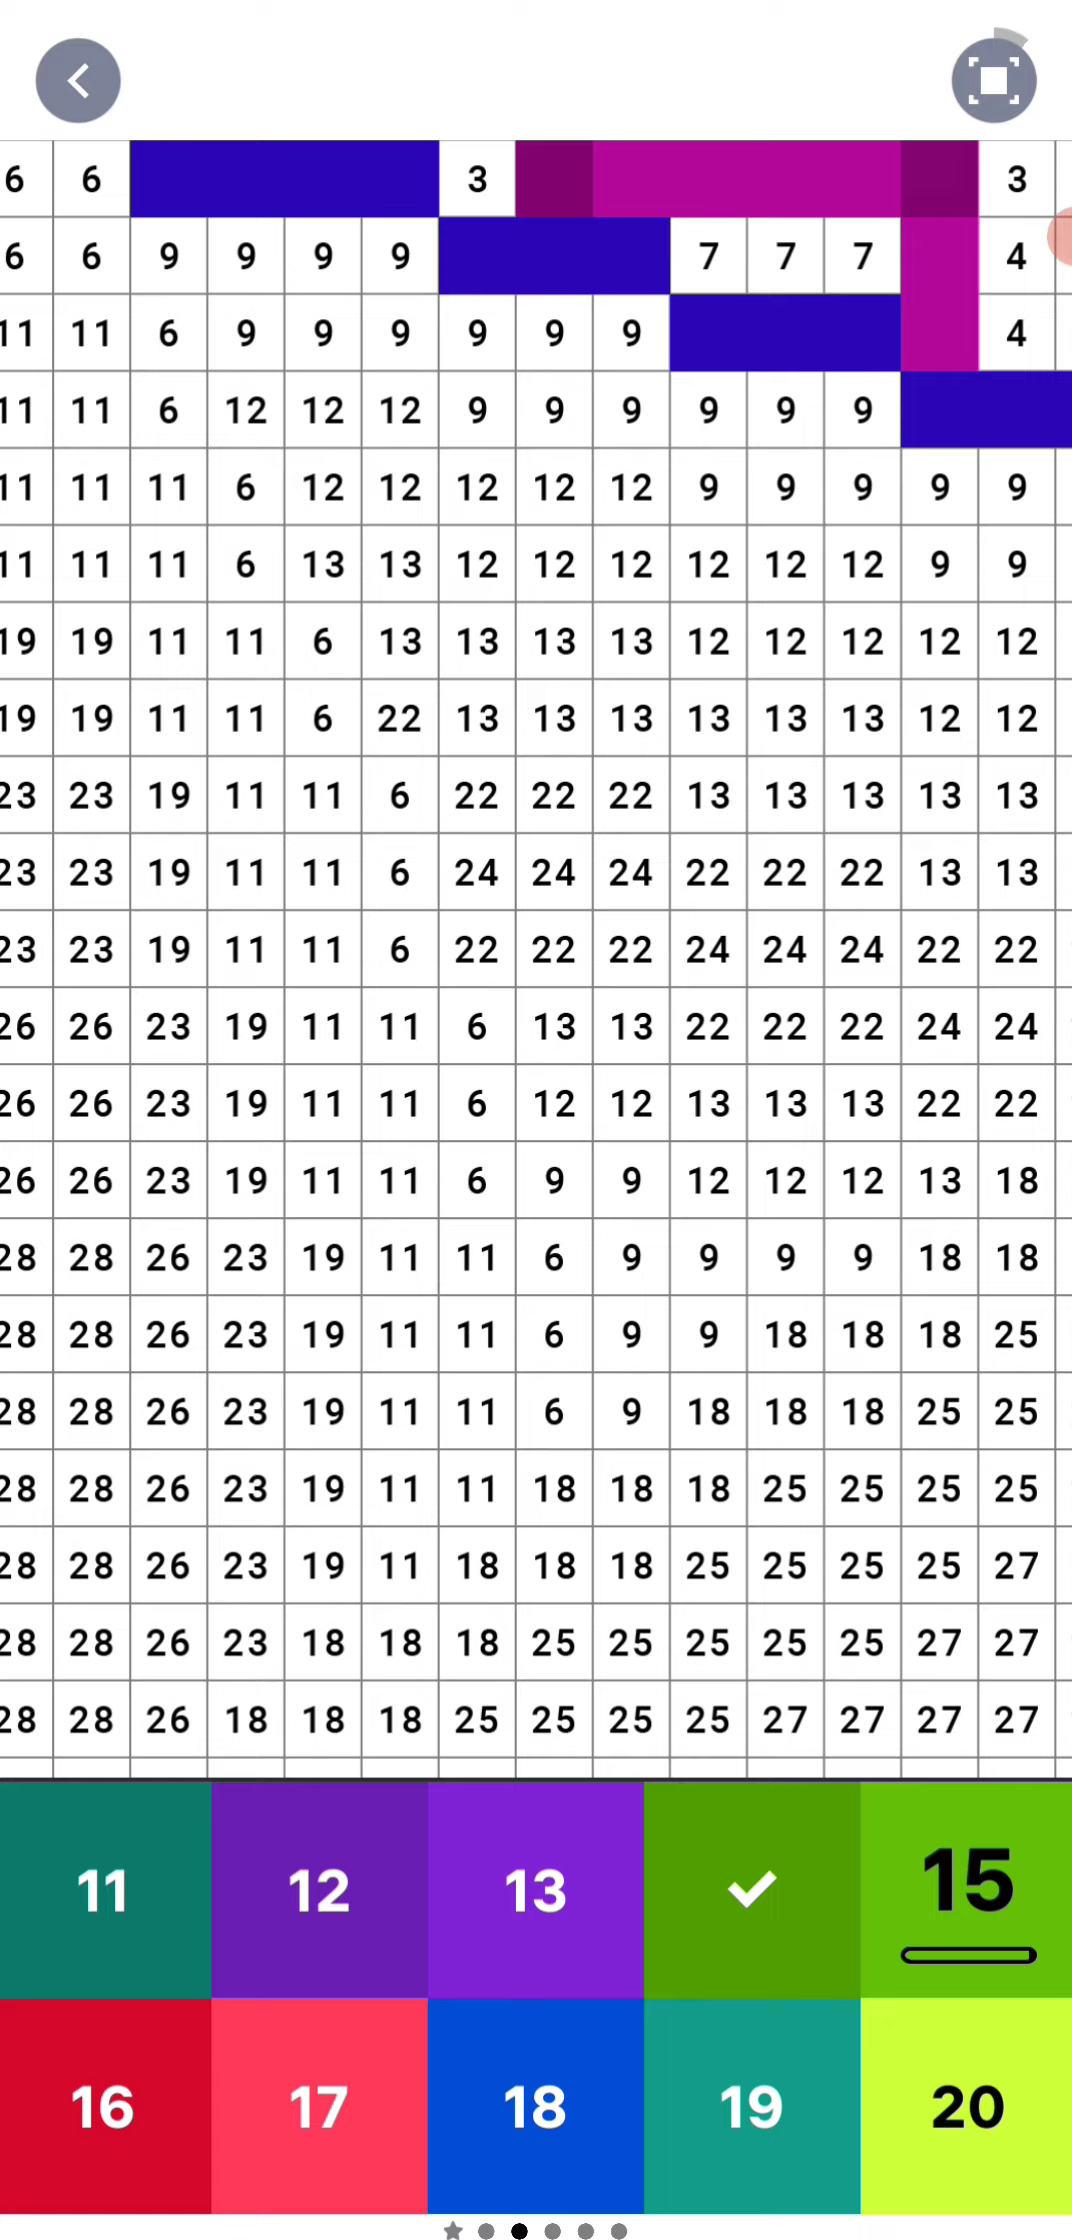 6 6 3 3
6 6 9 9 9 9 7 7 7 4
11 11 6 9 9 9 9 9 9 4
11 11 6 12 12 12 9 9 9 9 9 9
11 11 11 6 12 12 12 12 12 9 9 9 9 9
11 11 11 6 13 13 12 12 12 12 12 12 9 9
19 19 11 11 6 13 13 13 13 12 12 12 12 12
19 19 11 11 6 22 13 13 13 13 13 13 12 12
23 23 19 11 11 6 22 22 22 13 13 13 13 13
23 23 19 11 11 6 24 24 24 22 22 22 13 13
23 23 19 11 11 6 22 22 22 24 24 24 22 22
26 26 23 19 11 11 6 13 13 22 22 22 24 24
26 26 23 19 11 11 6 12 12 13 13 13 22 22
26 26 23 19 11 11 6 9 9 12 12 12 13 18
28 28 26 23 19 11 11 6 9 9 9 9 18 18
28 28 26 23 19 11 11 6 9 9 18 18 18 25
28 28 26 23 19 11 11 6 9 18 18 18 25 25
28 28 26 23 19 11 11 18 18 18 25 25 25 25
28 28 26 23 19 11 18 18 18 25 25 25 25 27
28 28 26 23 18 18 18 25 25 25 25 25 27 27
28 28 26 18 18 18 25 25 25 25 27 27 27 27
11 12 13 15
16 17 18 19 20